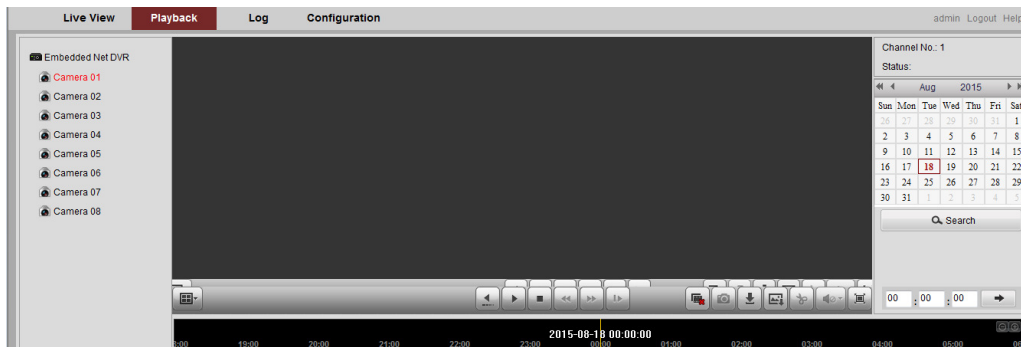 Live View Playback Log Configuration admin Logout Help
Embedded Net DVR
Camera 01
Camera 02
Camera 03
Camera 04
Camera 05
Camera 06
Camera 07
Camera 08
Channel No.: 1
Status:
Aug 2015
Sun Mon Tue Wed Thu Fri Sat
26 27 28 29 30 31 1
2 3 4 5 6 7 8
9 10 11 12 13 14 15
16 17 18 19 20 21 22
23 24 25 26 27 28 29
30 31 1 2 3 4 5
Search
00 : 00 : 00
2015-08-18 00:00:00
19:00 20:00 21:00 22:00 23:00 00:00 01:00 02:00 03:00 04:00 05:00